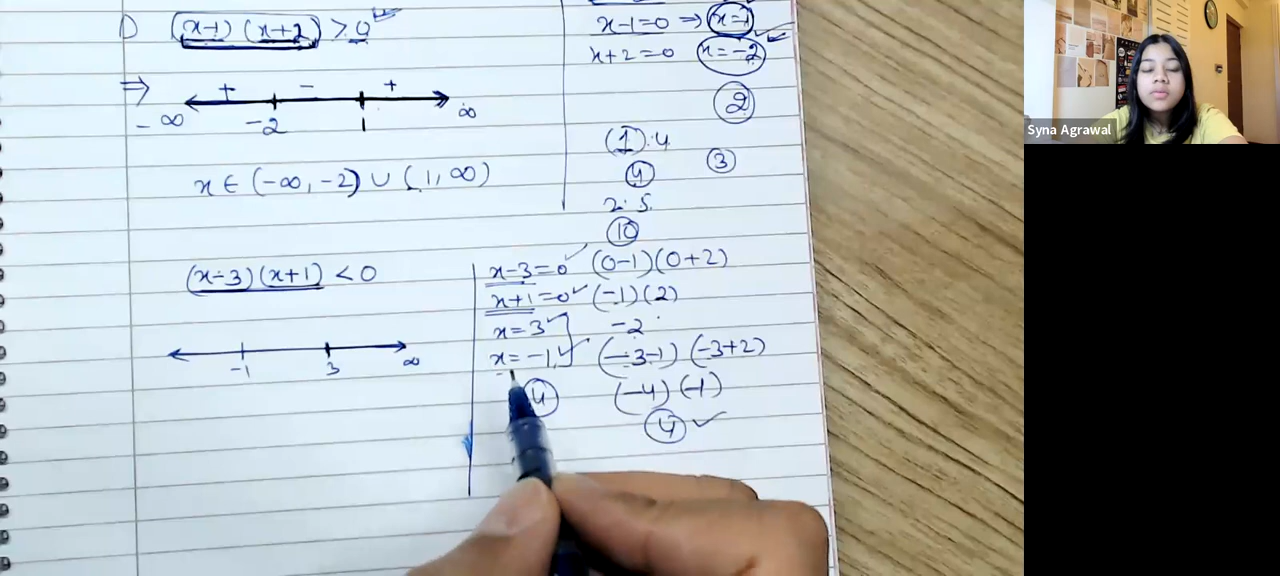 1) (x-1) (x+2) > 0
⇒ + - +
-∞ -2 1 ∞
x ∈ (-∞, -2) ∪ (1, ∞)
x-1=0 ⇒ x=1
x+2=0 x=-2
2
(1) · 4
4 3
2 · 5
10
(x-3)(x+1) < 0
-1 3 ∞
x-3=0 (0-1)(0+2)
x+1=0 (-1)(2)
x=3 -2
x=-1 (-3-1) (-3+2)
4 (-4) (-1)
4
Syna Agrawal